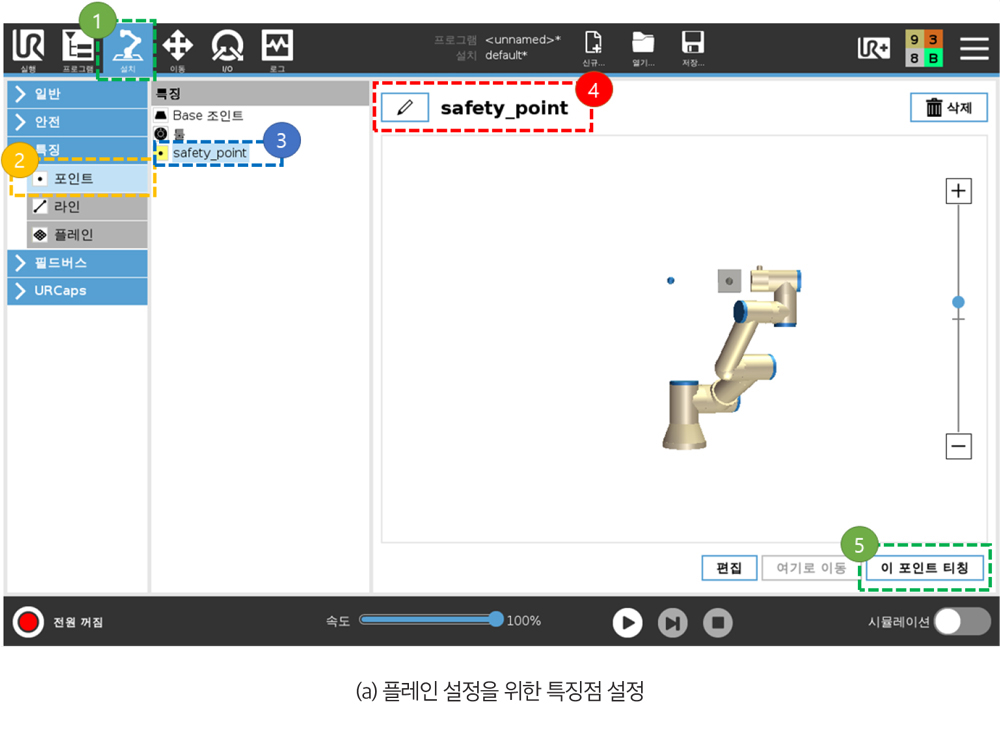 1
UR
실행
프로그램
설치
이동
I/O
로그
프로그램 <unnamed>*
설치 default*
신규...
열기...
저장...
UR+
9 3
8 B
일반
안전
특징
2
포인트
라인
플레인
필드버스
URCaps
특징
Base 조인트
툴
safety_point
3
safety_point
4
삭제
편집
여기로 이동
5
이 포인트 티칭
전원 꺼짐
속도
100%
시뮬레이션
(a) 플레인 설정을 위한 특징점 설정